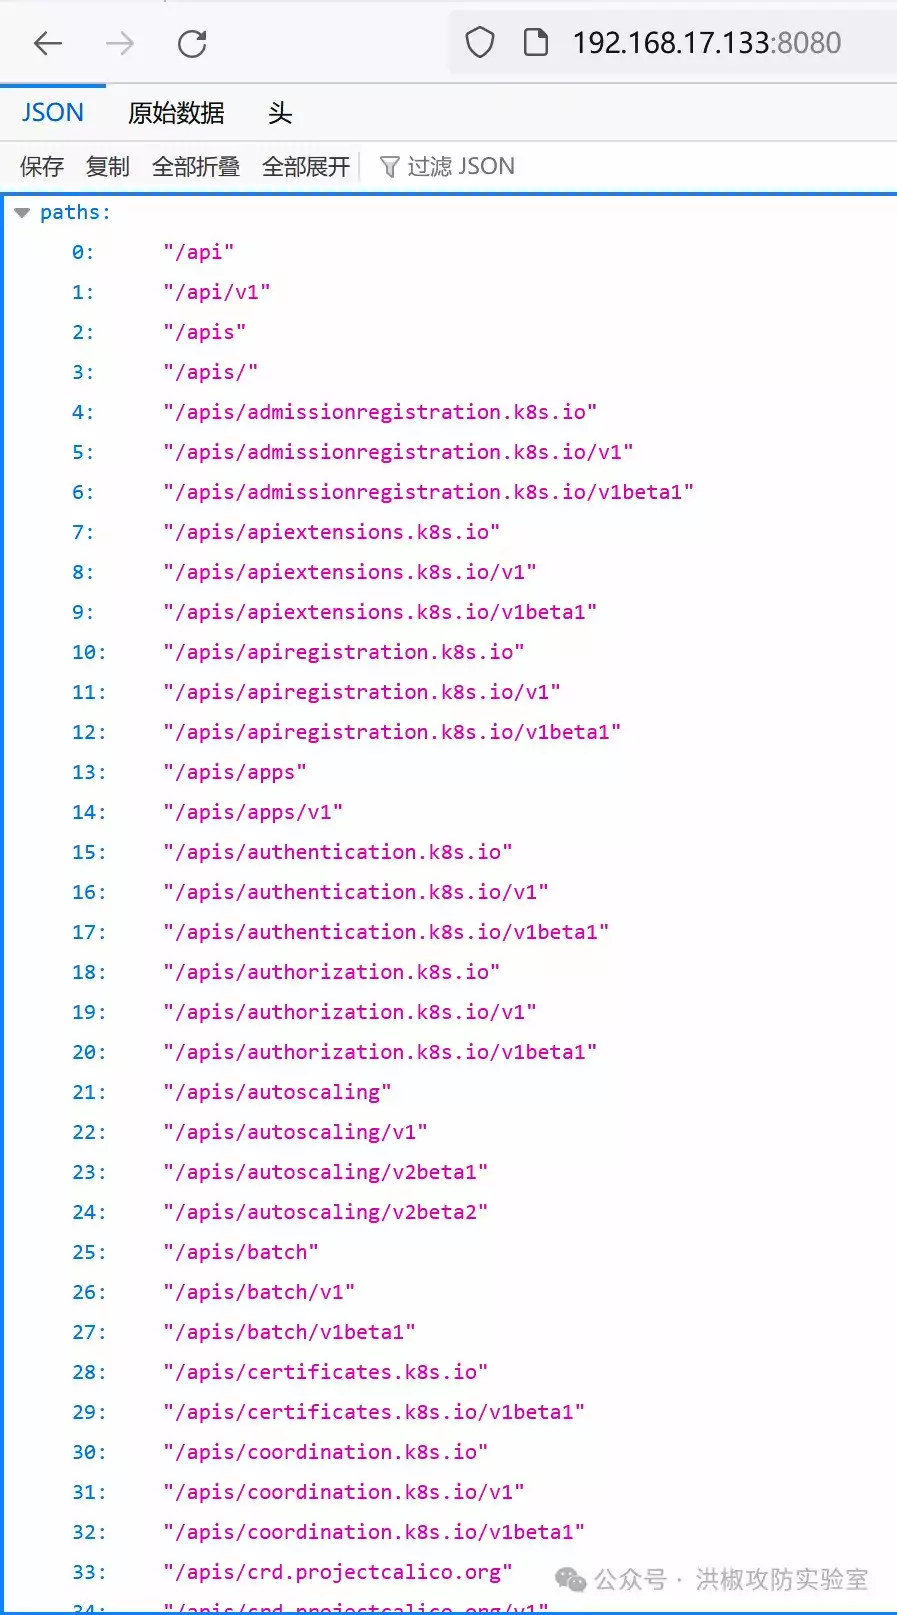 192.168.17.133:8080
JSON 原始数据 头
保存 复制 全部折叠 全部展开 过滤 JSON
paths:
0: "/api"
1: "/api/v1"
2: "/apis"
3: "/apis/"
4: "/apis/admissionregistration.k8s.io"
5: "/apis/admissionregistration.k8s.io/v1"
6: "/apis/admissionregistration.k8s.io/v1beta1"
7: "/apis/apiextensions.k8s.io"
8: "/apis/apiextensions.k8s.io/v1"
9: "/apis/apiextensions.k8s.io/v1beta1"
10: "/apis/apiregistration.k8s.io"
11: "/apis/apiregistration.k8s.io/v1"
12: "/apis/apiregistration.k8s.io/v1beta1"
13: "/apis/apps"
14: "/apis/apps/v1"
15: "/apis/authentication.k8s.io"
16: "/apis/authentication.k8s.io/v1"
17: "/apis/authentication.k8s.io/v1beta1"
18: "/apis/authorization.k8s.io"
19: "/apis/authorization.k8s.io/v1"
20: "/apis/authorization.k8s.io/v1beta1"
21: "/apis/autoscaling"
22: "/apis/autoscaling/v1"
23: "/apis/autoscaling/v2beta1"
24: "/apis/autoscaling/v2beta2"
25: "/apis/batch"
26: "/apis/batch/v1"
27: "/apis/batch/v1beta1"
28: "/apis/certificates.k8s.io"
29: "/apis/certificates.k8s.io/v1beta1"
30: "/apis/coordination.k8s.io"
31: "/apis/coordination.k8s.io/v1"
32: "/apis/coordination.k8s.io/v1beta1"
33: "/apis/crd.projectcalico.org"
公众号 · 洪椒攻防实验室
34: "/apis/crd.projectcalico.org/v1"